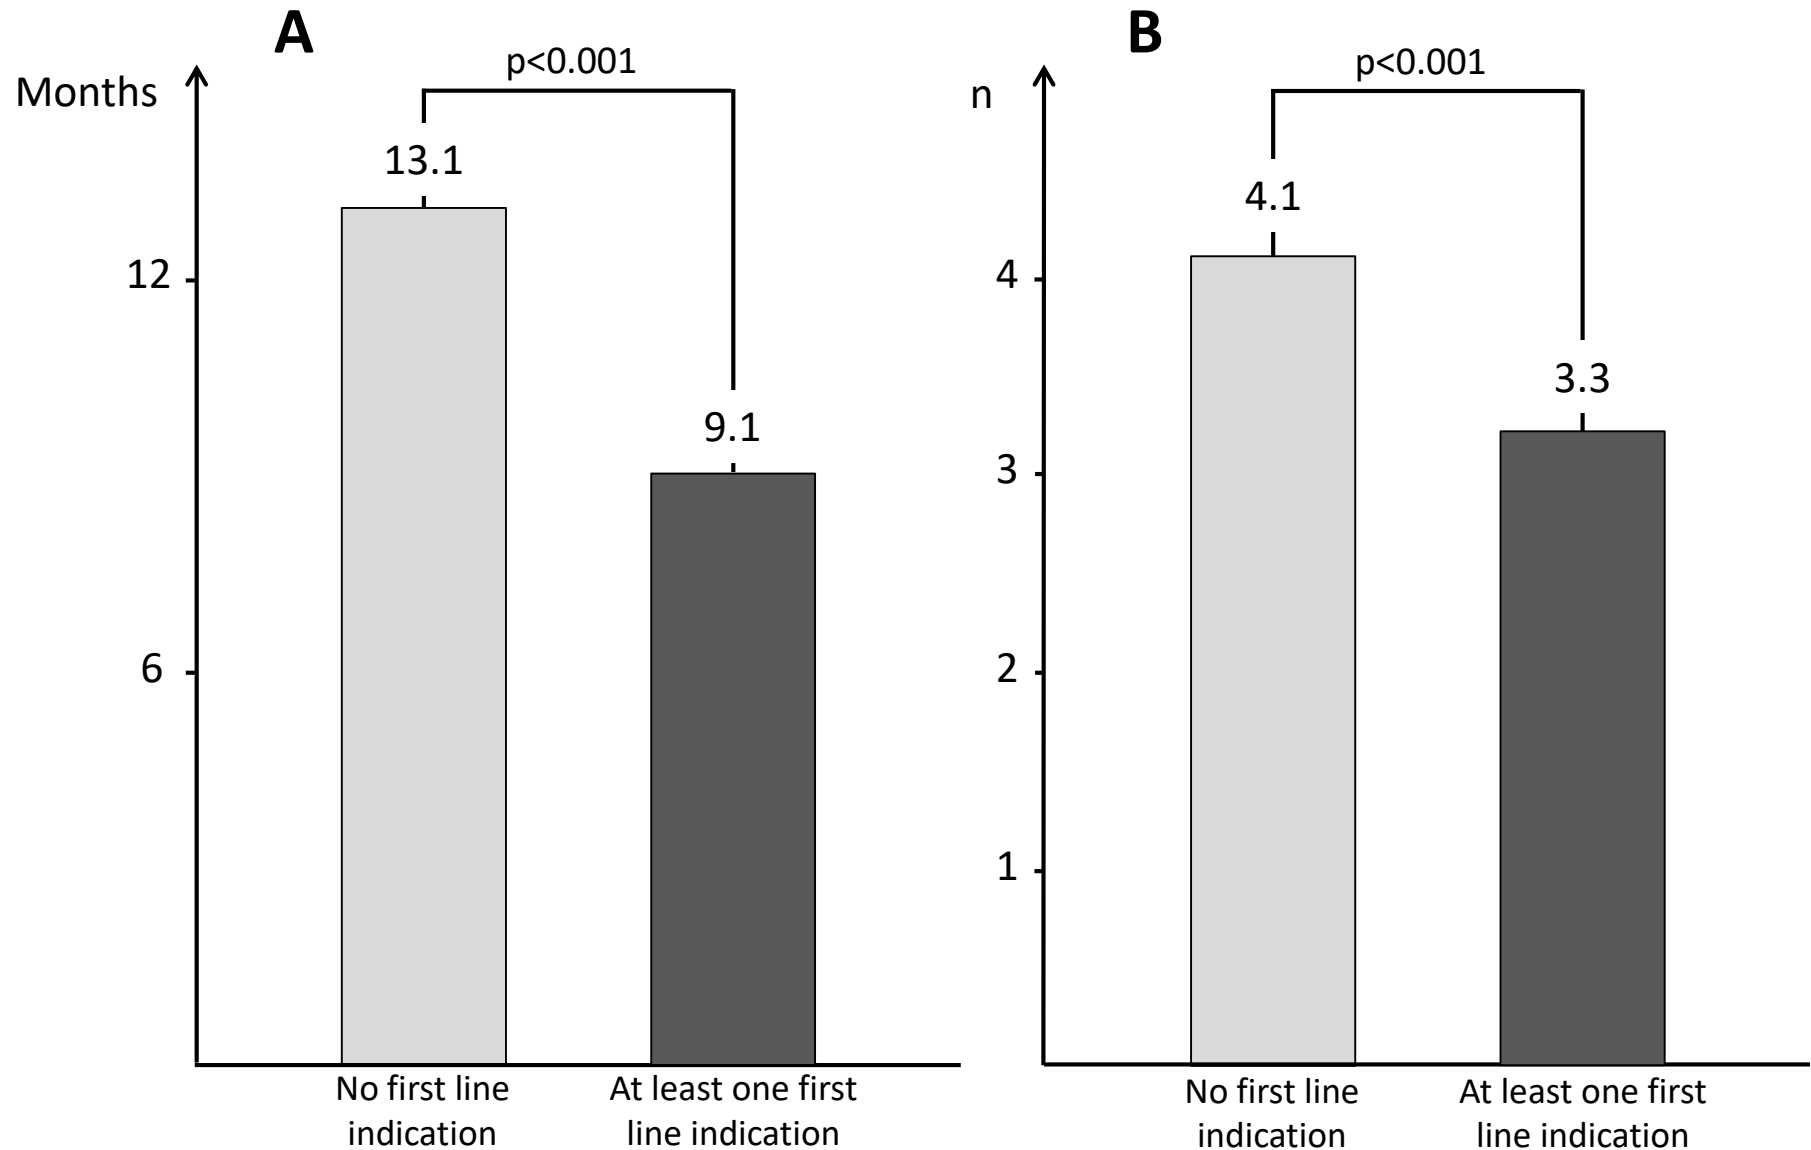 A
p<0.001
Months
13.1
12
9.1
6
No first line
indication
At least one first
line indication
B
p<0.001
n
4.1
4
3.3
3
2
1
No first line
indication
At least one first
line indication